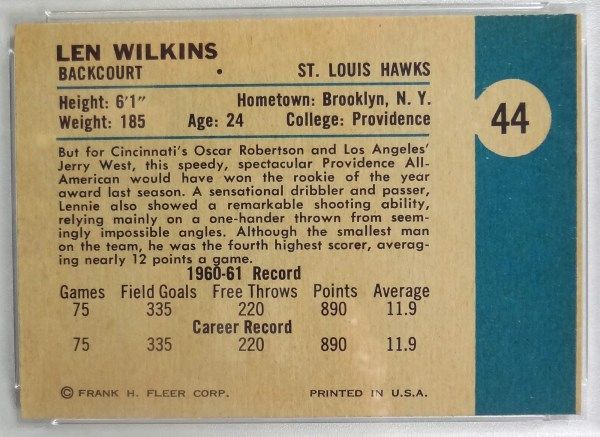 LEN WILKINS
BACKCOURT • ST. LOUIS HAWKS
Height: 6'1" Hometown: Brooklyn, N. Y.
Weight: 185 Age: 24 College: Providence
44
But for Cincinnati's Oscar Robertson and Los Angeles'
Jerry West, this speedy, spectacular Providence All-
American would have won the rookie of the year
award last season. A sensational dribbler and passer,
Lennie also showed a remarkable shooting ability,
relying mainly on a one-hander thrown from seem-
ingly impossible angles. Although the smallest man
on the team, he was the fourth highest scorer, averag-
ing nearly 12 points a game.
1960-61 Record
Games Field Goals Free Throws Points Average
75 335 220 890 11.9
Career Record
75 335 220 890 11.9
© FRANK H. FLEER CORP. PRINTED IN U.S.A.